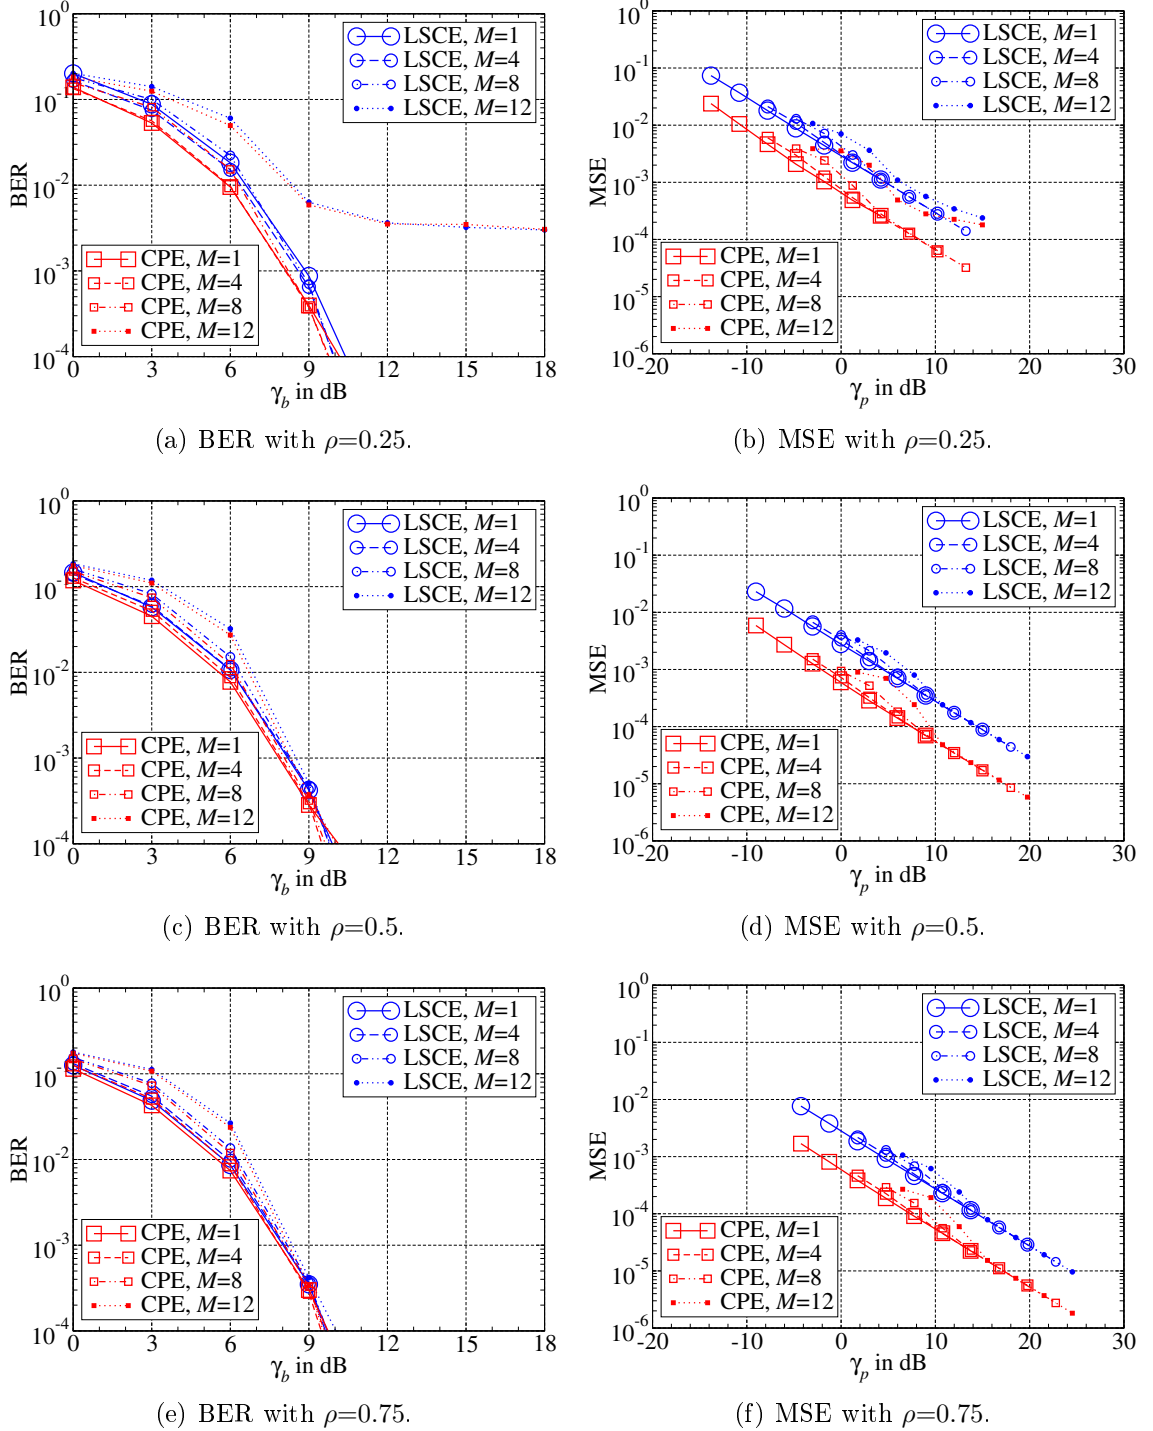 10^0
10^-1
10^-2
10^-3
10^-4
BER
LSCE, M=1
LSCE, M=4
LSCE, M=8
LSCE, M=12
CPE, M=1
CPE, M=4
CPE, M=8
CPE, M=12
0 3 6 9 12 15 18
γb in dB
(a) BER with ρ=0.25.
10^0
10^-1
10^-2
10^-3
10^-4
10^-5
10^-6
MSE
LSCE, M=1
LSCE, M=4
LSCE, M=8
LSCE, M=12
CPE, M=1
CPE, M=4
CPE, M=8
CPE, M=12
-20 -10 0 10 20 30
γp in dB
(b) MSE with ρ=0.25.
10^0
10^-1
10^-2
10^-3
10^-4
BER
LSCE, M=1
LSCE, M=4
LSCE, M=8
LSCE, M=12
CPE, M=1
CPE, M=4
CPE, M=8
CPE, M=12
0 3 6 9 12 15 18
γb in dB
(c) BER with ρ=0.5.
10^0
10^-1
10^-2
10^-3
10^-4
10^-5
10^-6
MSE
LSCE, M=1
LSCE, M=4
LSCE, M=8
LSCE, M=12
CPE, M=1
CPE, M=4
CPE, M=8
CPE, M=12
-20 -10 0 10 20 30
γp in dB
(d) MSE with ρ=0.5.
10^0
10^-1
10^-2
10^-3
10^-4
BER
LSCE, M=1
LSCE, M=4
LSCE, M=8
LSCE, M=12
CPE, M=1
CPE, M=4
CPE, M=8
CPE, M=12
0 3 6 9 12 15 18
γb in dB
(e) BER with ρ=0.75.
10^0
10^-1
10^-2
10^-3
10^-4
10^-5
10^-6
MSE
LSCE, M=1
LSCE, M=4
LSCE, M=8
LSCE, M=12
CPE, M=1
CPE, M=4
CPE, M=8
CPE, M=12
-20 -10 0 10 20 30
γp in dB
(f) MSE with ρ=0.75.